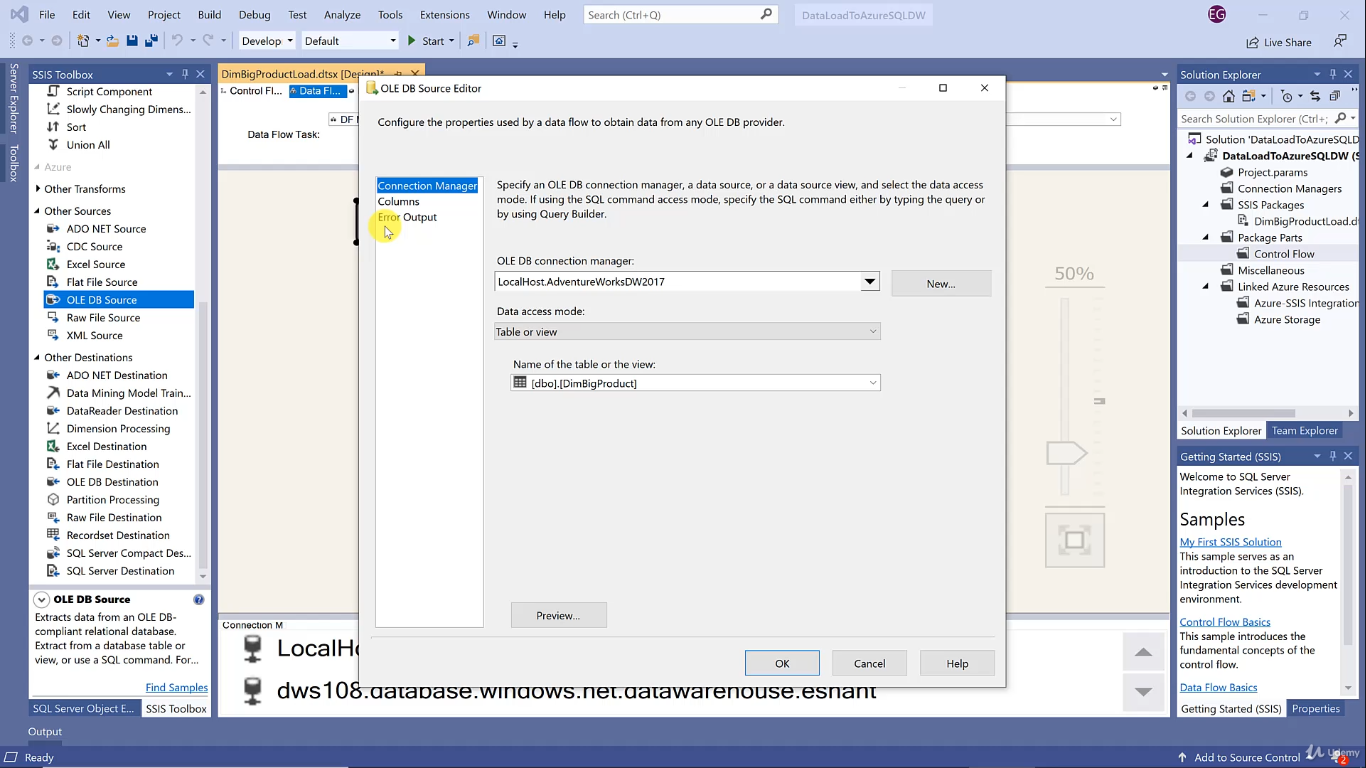 File Edit View Project Build Debug Test Analyze Tools Extensions Window Help Search (Ctrl+Q) DataLoadToAzureSQLDW EG
Develop Default Start Live Share
Server Explorer
Toolbox
SSIS Toolbox
Script Component
Slowly Changing Dimens...
Sort
Union All
Azure
Other Transforms
Other Sources
ADO NET Source
CDC Source
Excel Source
Flat File Source
OLE DB Source
Raw File Source
XML Source
Other Destinations
ADO NET Destination
Data Mining Model Train...
DataReader Destination
Dimension Processing
Excel Destination
Flat File Destination
OLE DB Destination
Partition Processing
Raw File Destination
Recordset Destination
SQL Server Compact Des...
SQL Server Destination
OLE DB Source
Extracts data from an OLE DB-
compliant relational database.
Extract from a database table or
view, or use a SQL command. For...
Find Samples
SQL Server Object E... SSIS Toolbox
DimBigProductLoad.dtsx [Design]*
Control Fl... Data Fl...
Data Flow Task: DF
OLE DB Source Editor
Configure the properties used by a data flow to obtain data from any OLE DB provider.
Connection Manager
Columns
Error Output
Specify an OLE DB connection manager, a data source, or a data source view, and select the data access
mode. If using the SQL command access mode, specify the SQL command either by typing the query or
by using Query Builder.
OLE DB connection manager:
LocalHost.AdventureWorksDW2017 New...
Data access mode:
Table or view
Name of the table or the view:
[dbo].[DimBigProduct]
Preview...
OK Cancel Help
50%
Connection M
LocalHo
dws108.database.windows.net.datawarehouse.eshant
Solution Explorer
Search Solution Explorer (Ctrl+;)
Solution 'DataLoadToAzureSQLDW'
DataLoadToAzureSQLDW (S
Project.params
Connection Managers
SSIS Packages
DimBigProductLoad.d
Package Parts
Control Flow
Miscellaneous
Linked Azure Resources
Azure-SSIS Integration
Azure Storage
Solution Explorer Team Explorer
Getting Started (SSIS)
Welcome to SQL Server
Integration Services (SSIS).
Samples
My First SSIS Solution
This sample serves as an
introduction to the SQL Server
Integration Services development
environment.
Control Flow Basics
This sample introduces the
fundamental concepts of the
control flow.
Data Flow Basics
Getting Started (SSIS) Properties
Output
Ready Add to Source Control 2
Udemy